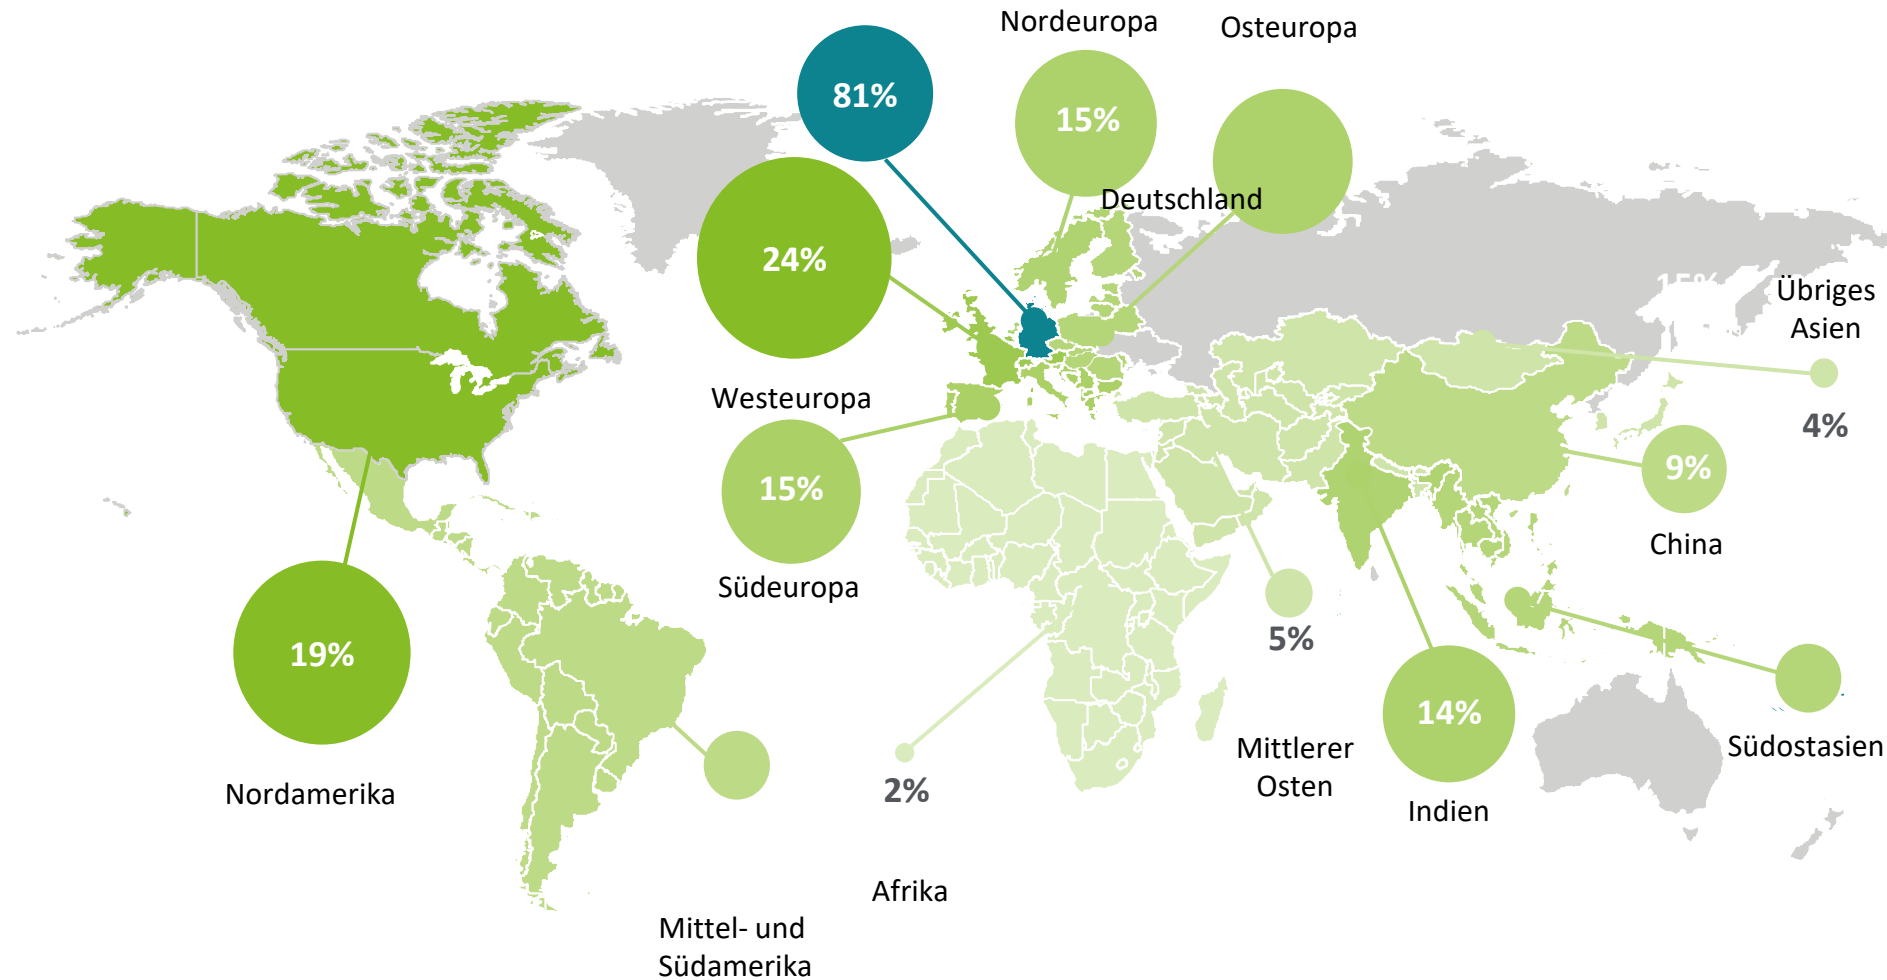 Nordeuropa
Osteuropa
81%
15%
Deutschland
24%
15%
Übriges
Asien
Westeuropa
4%
9%
15%
China
Südeuropa
5%
19%
14%
Mittlerer
Osten
Südostasien
2%
Nordamerika
Indien
Afrika
Mittel- und
Südamerika